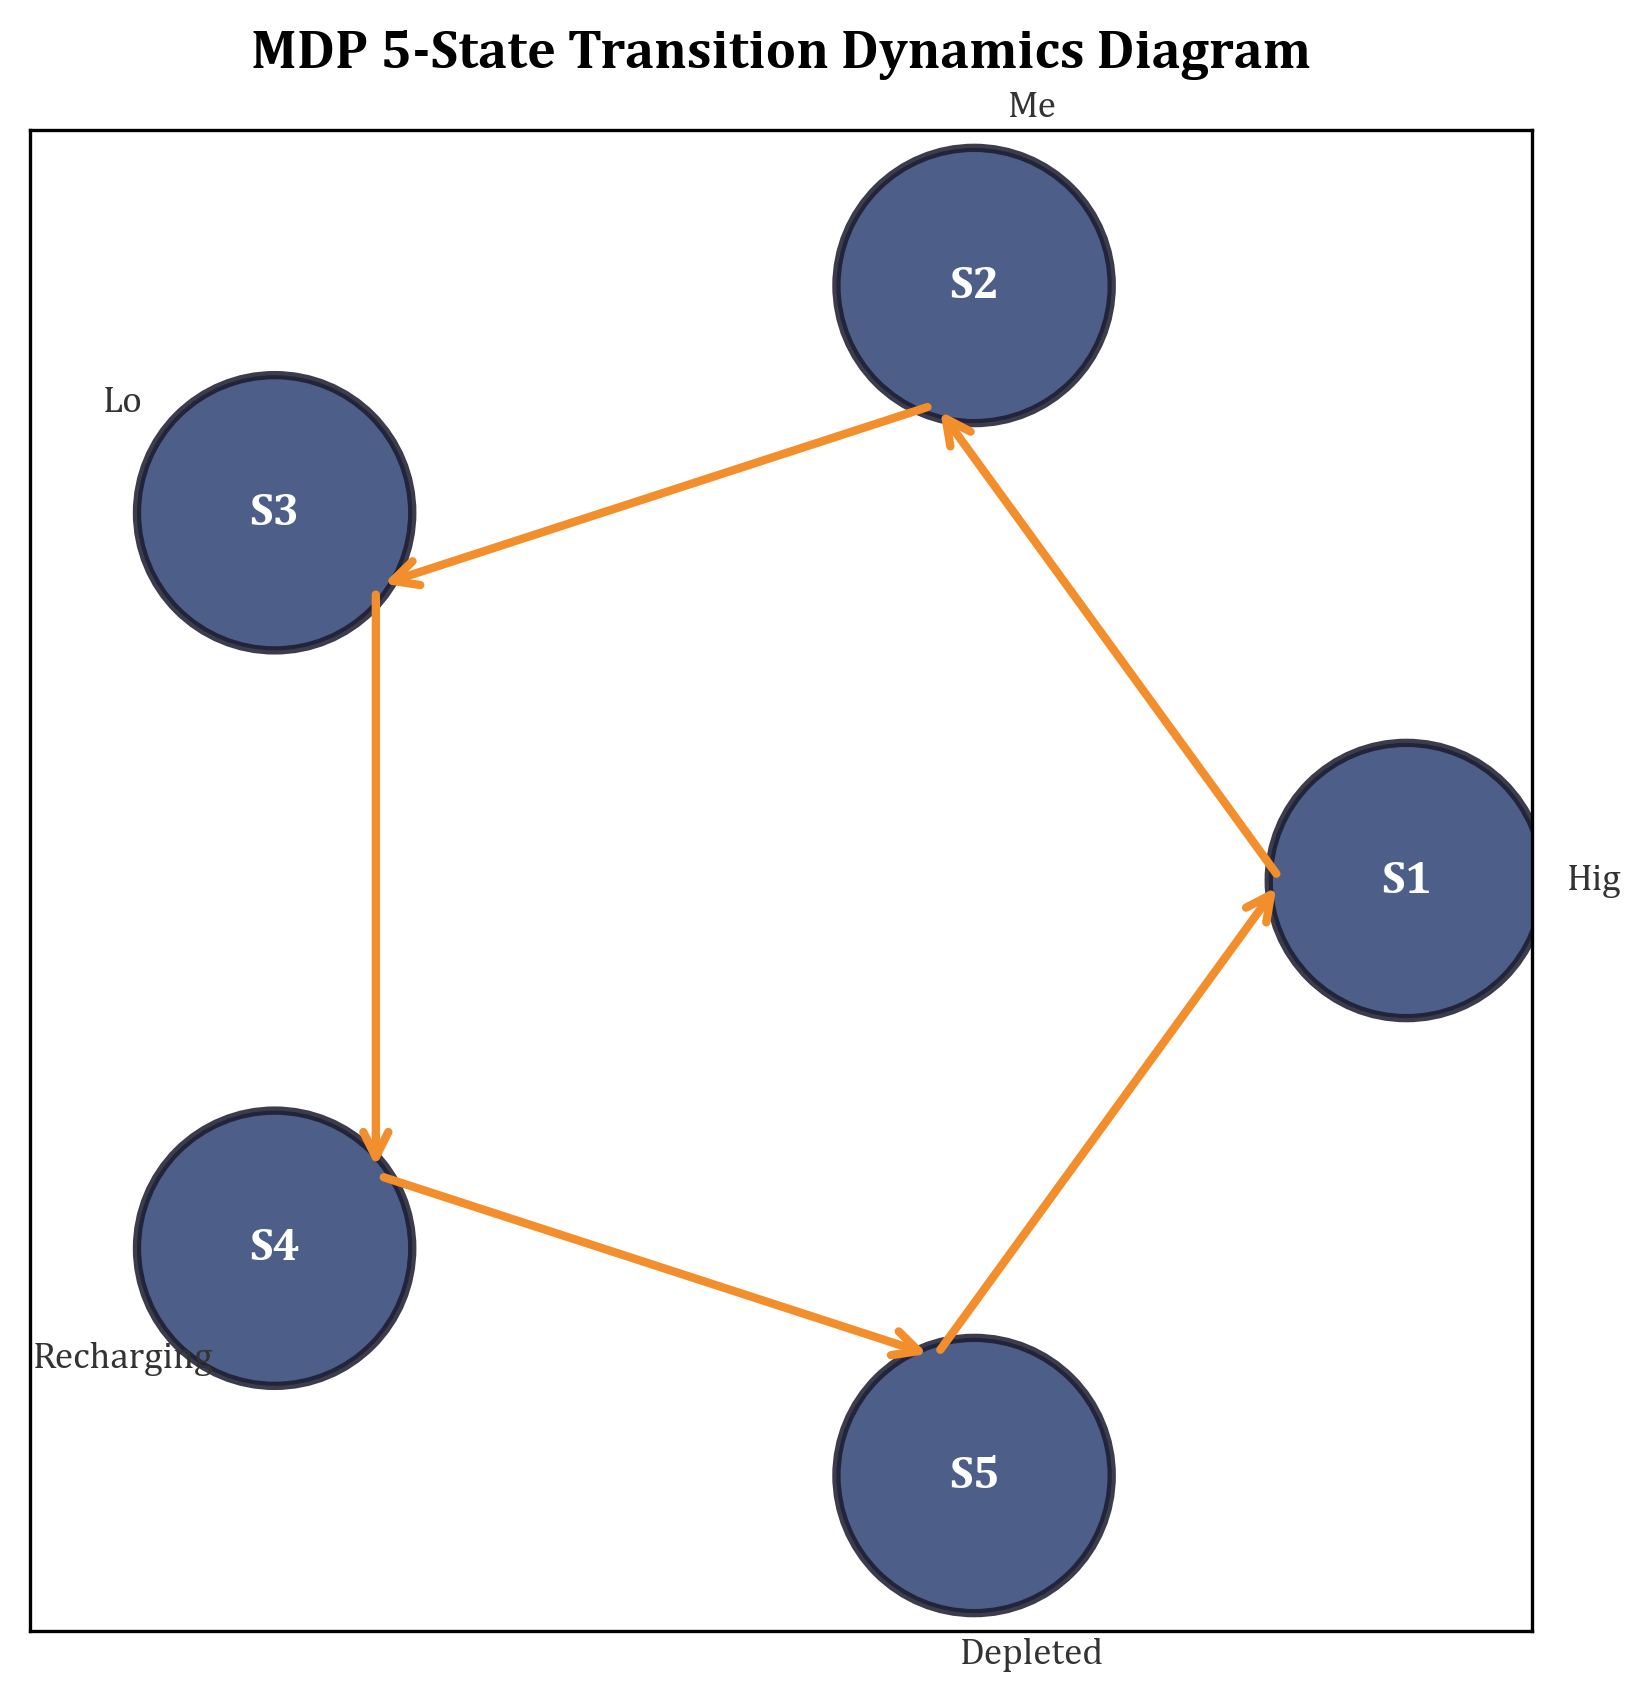 MDP 5-State Transition Dynamics Diagram
Me
S2
Lo
S3
S1
Hig
S4
Recharging
S5
Depleted